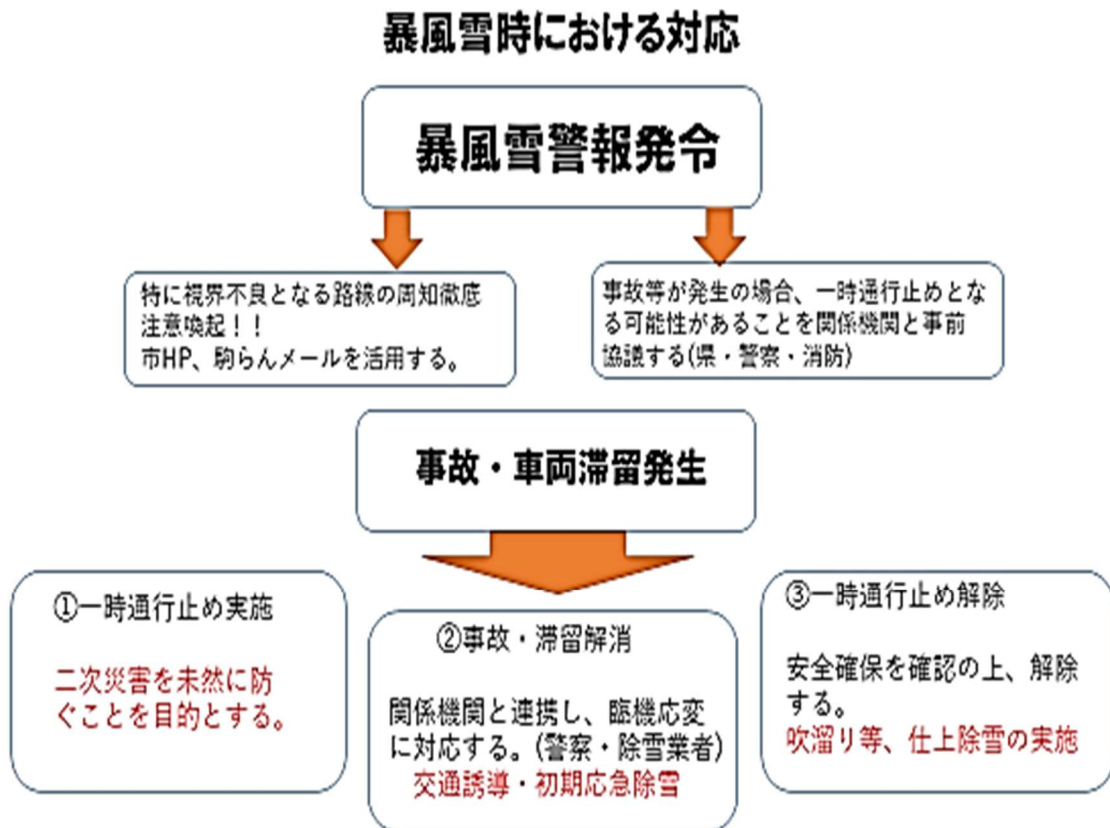 暴風雪時における対応
暴風雪警報発令
特に視界不良となる路線の周知徹底
注意喚起！！
市HP、駒らんメールを活用する。
事故等が発生の場合、一時通行止めとな
る可能性があることを関係機関と事前
協議する(県・警察・消防)
事故・車両滞留発生
①一時通行止め実施
二次災害を未然に防
ぐことを目的とする。
②事故・滞留解消
関係機関と連携し、臨機応変
に対応する。(警察・除雪業者)
交通誘導・初期応急除雪
③一時通行止め解除
安全確保を確認の上、解除
する。
吹溜り等、仕上除雪の実施